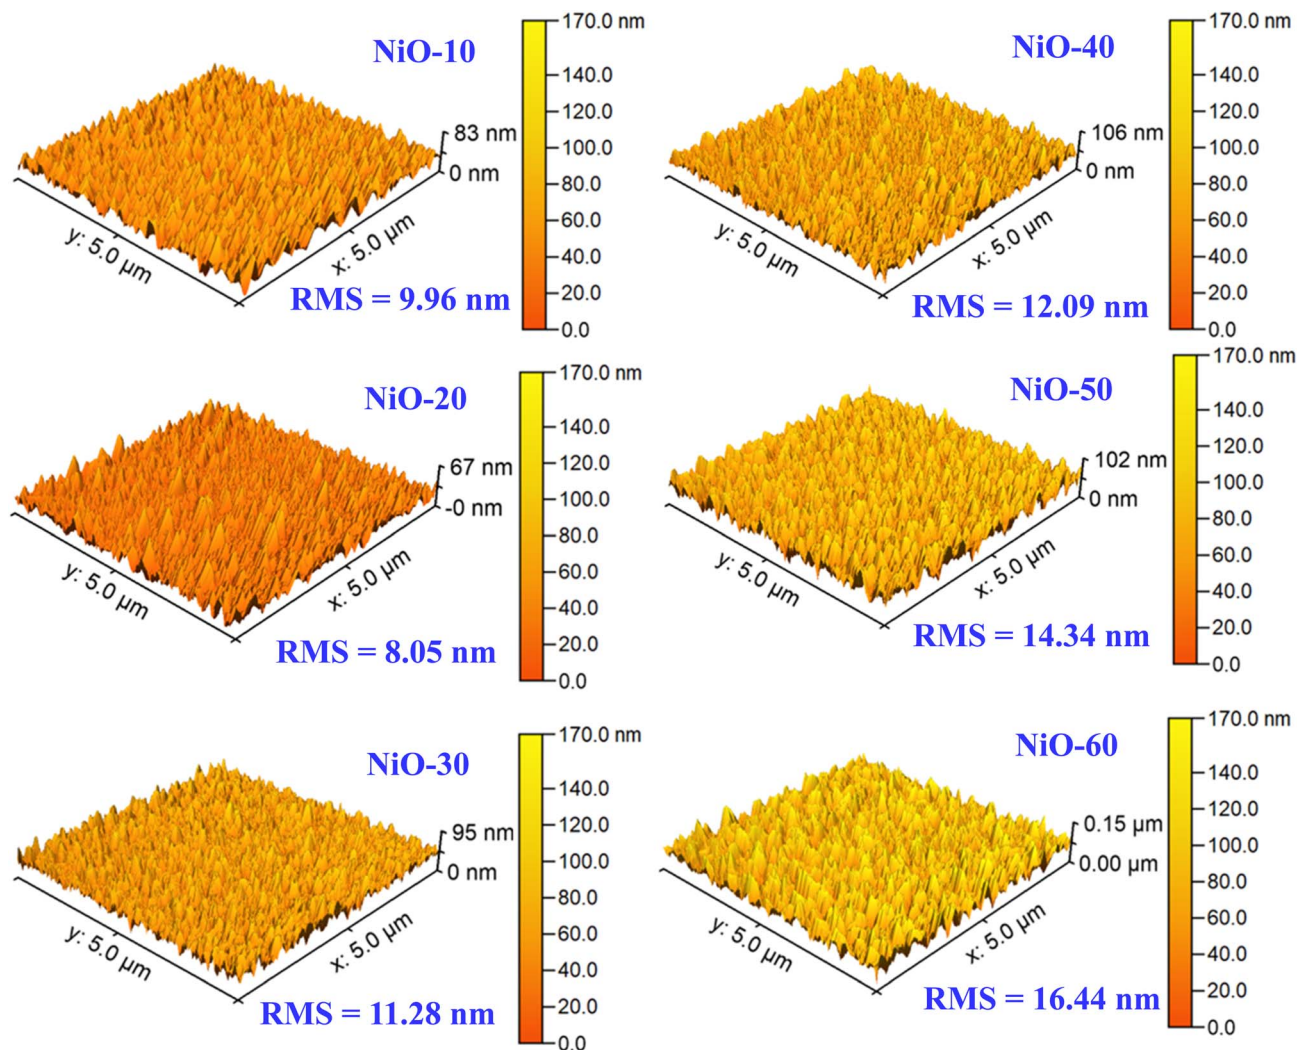 NiO-10
170.0 nm
140.0
120.0
100.0
80.0
60.0
40.0
20.0
0.0
83 nm
0 nm
y: 5.0 µm
x: 5.0 µm
RMS = 9.96 nm
NiO-40
170.0 nm
140.0
120.0
100.0
80.0
60.0
40.0
20.0
0.0
106 nm
0 nm
y: 5.0 µm
x: 5.0 µm
RMS = 12.09 nm
NiO-20
170.0 nm
140.0
120.0
100.0
80.0
60.0
40.0
20.0
0.0
67 nm
-0 nm
y: 5.0 µm
x: 5.0 µm
RMS = 8.05 nm
NiO-50
170.0 nm
140.0
120.0
100.0
80.0
60.0
40.0
20.0
0.0
102 nm
0 nm
y: 5.0 µm
x: 5.0 µm
RMS = 14.34 nm
NiO-30
170.0 nm
140.0
120.0
100.0
80.0
60.0
40.0
20.0
0.0
95 nm
0 nm
y: 5.0 µm
x: 5.0 µm
RMS = 11.28 nm
NiO-60
170.0 nm
140.0
120.0
100.0
80.0
60.0
40.0
20.0
0.0
0.15 µm
0.00 µm
y: 5.0 µm
x: 5.0 µm
RMS = 16.44 nm